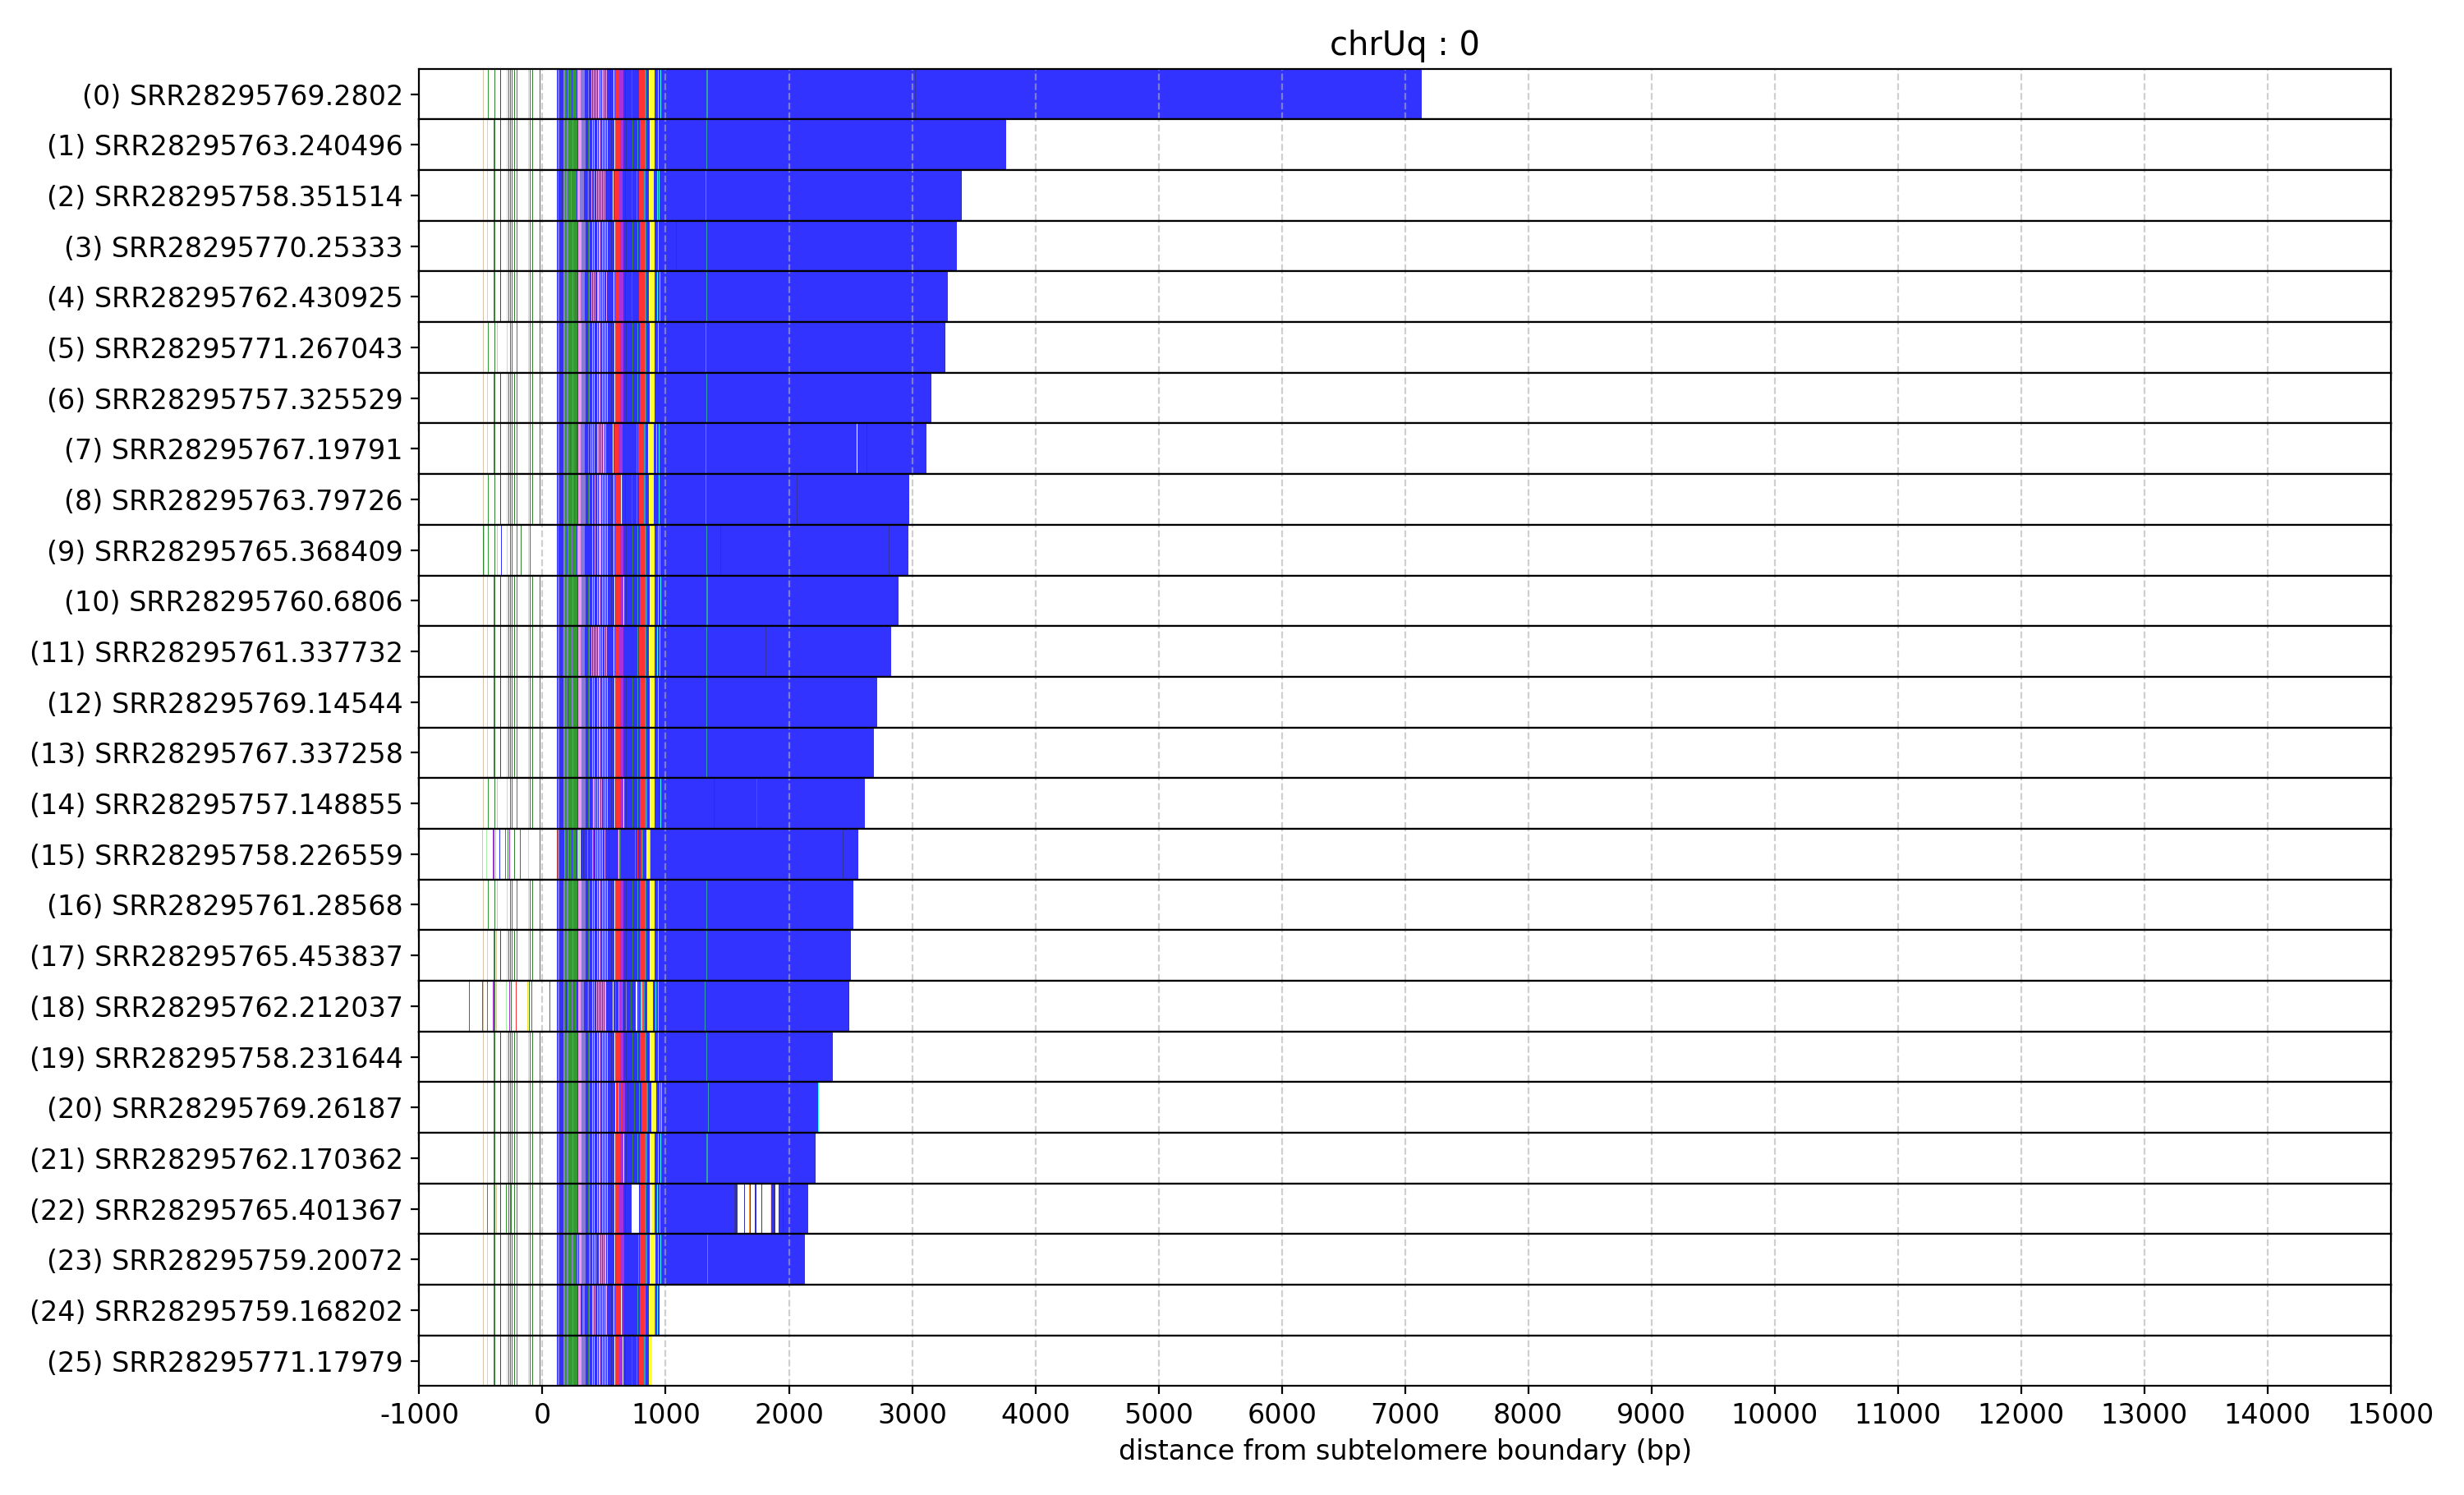 chrUq : 0
(0) SRR28295769.2802
(1) SRR28295763.240496
(2) SRR28295758.351514
(3) SRR28295770.25333
(4) SRR28295762.430925
(5) SRR28295771.267043
(6) SRR28295757.325529
(7) SRR28295767.19791
(8) SRR28295763.79726
(9) SRR28295765.368409
(10) SRR28295760.6806
(11) SRR28295761.337732
(12) SRR28295769.14544
(13) SRR28295767.337258
(14) SRR28295757.148855
(15) SRR28295758.226559
(16) SRR28295761.28568
(17) SRR28295765.453837
(18) SRR28295762.212037
(19) SRR28295758.231644
(20) SRR28295769.26187
(21) SRR28295762.170362
(22) SRR28295765.401367
(23) SRR28295759.20072
(24) SRR28295759.168202
(25) SRR28295771.17979
-1000 0 1000 2000 3000 4000 5000 6000 7000 8000 9000 10000 11000 12000 13000 14000 15000
distance from subtelomere boundary (bp)